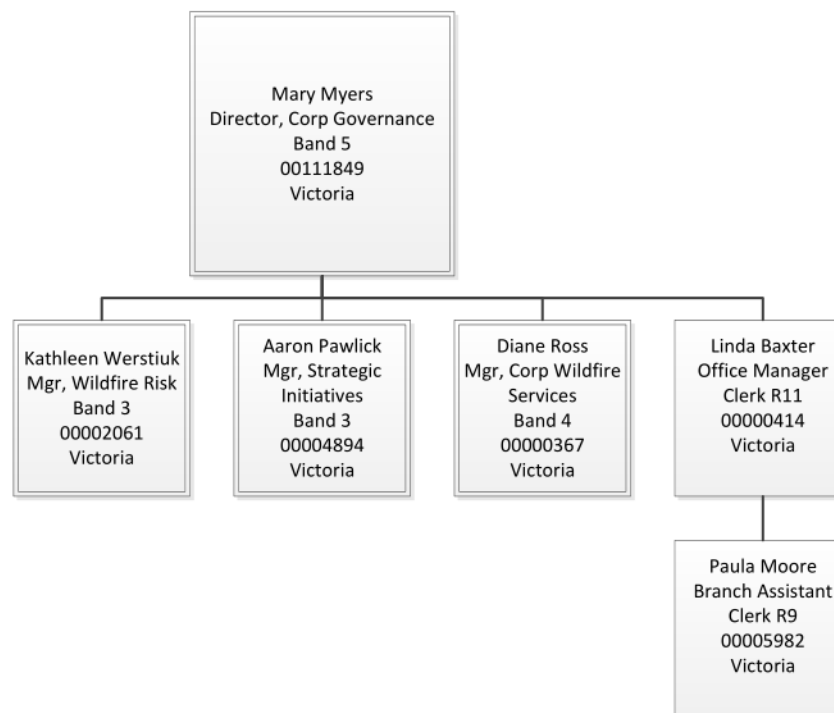 Mary Myers
Director, Corp Governance
Band 5
00111849
Victoria
Kathleen Werstiuk
Mgr, Wildfire Risk
Band 3
00002061
Victoria
Aaron Pawlick
Mgr, Strategic
Initiatives
Band 3
00004894
Victoria
Diane Ross
Mgr, Corp Wildfire
Services
Band 4
00000367
Victoria
Linda Baxter
Office Manager
Clerk R11
00000414
Victoria
Paula Moore
Branch Assistant
Clerk R9
00005982
Victoria